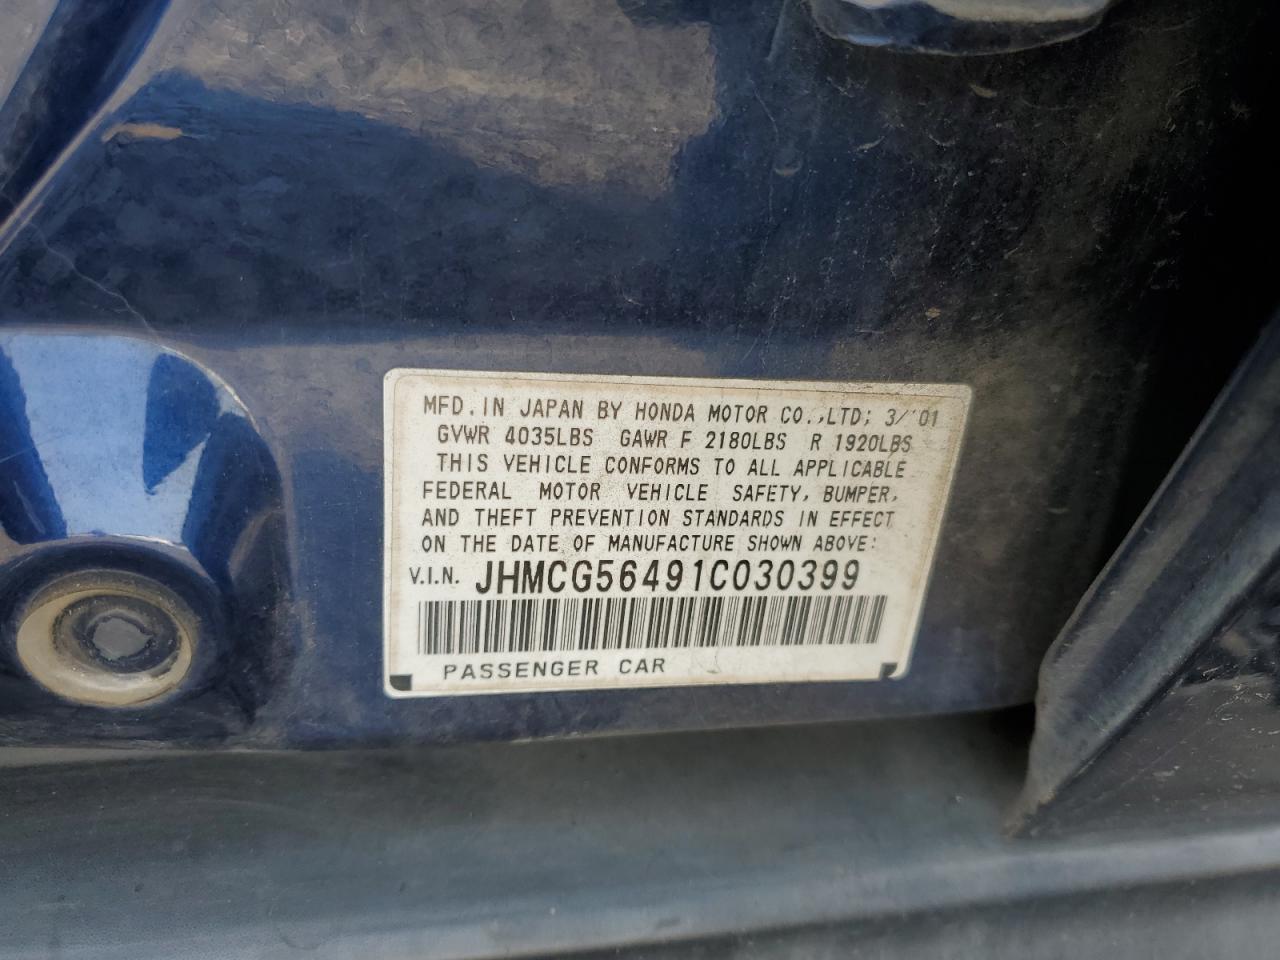 MFD. IN JAPAN BY HONDA MOTOR CO.,LTD; 3/'01
GVWR 4035LBS GAWR F 2180LBS R 1920LBS
THIS VEHICLE CONFORMS TO ALL APPLICABLE
FEDERAL MOTOR VEHICLE SAFETY, BUMPER,
AND THEFT PREVENTION STANDARDS IN EFFECT
ON THE DATE OF MANUFACTURE SHOWN ABOVE:
V.I.N. JHMCG56491C030399
PASSENGER CAR